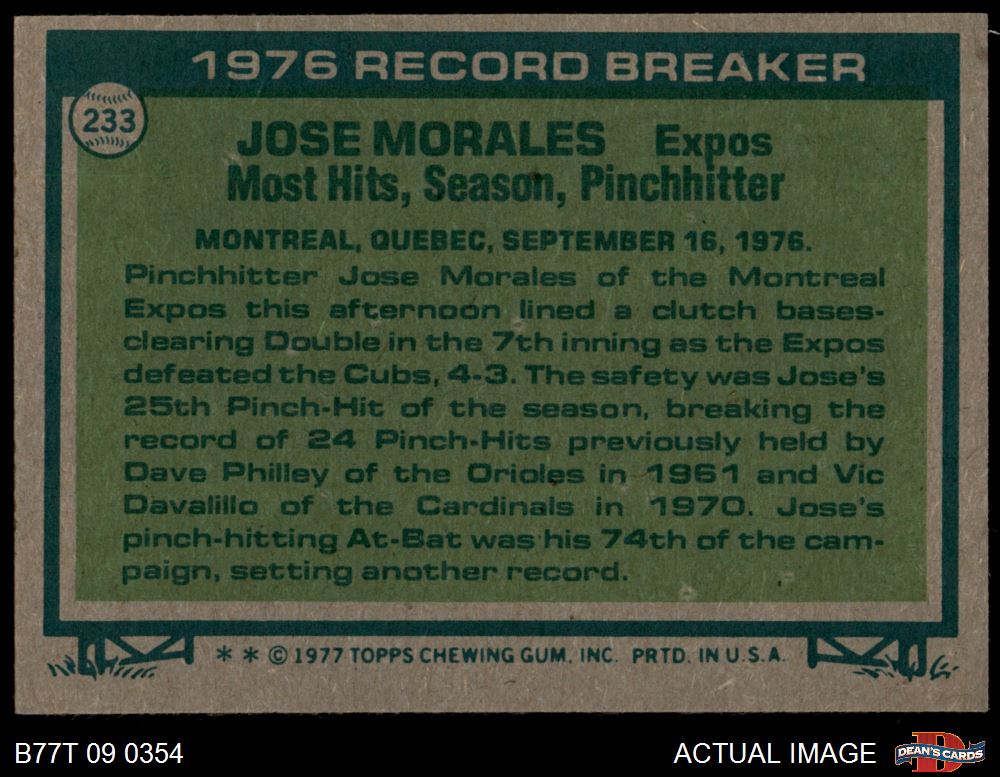 1976 RECORD BREAKER
233
JOSE MORALES Expos
Most Hits, Season, Pinchhitter
MONTREAL, QUEBEC, SEPTEMBER 16, 1976.
Pinchhitter Jose Morales of the Montreal
Expos this afternoon lined a clutch bases-
clearing Double in the 7th inning as the Expos
defeated the Cubs, 4-3. The safety was Jose's
25th Pinch-Hit of the season, breaking the
record of 24 Pinch-Hits previously held by
Dave Philley of the Orioles in 1961 and Vic
Davalillo of the Cardinals in 1970. Jose's
pinch-hitting At-Bat was his 74th of the cam-
paign, setting another record.
* * © 1977 TOPPS CHEWING GUM, INC. PRTD. IN U.S.A.
B77T 09 0354
ACTUAL IMAGE
D
DEAN'S CARDS